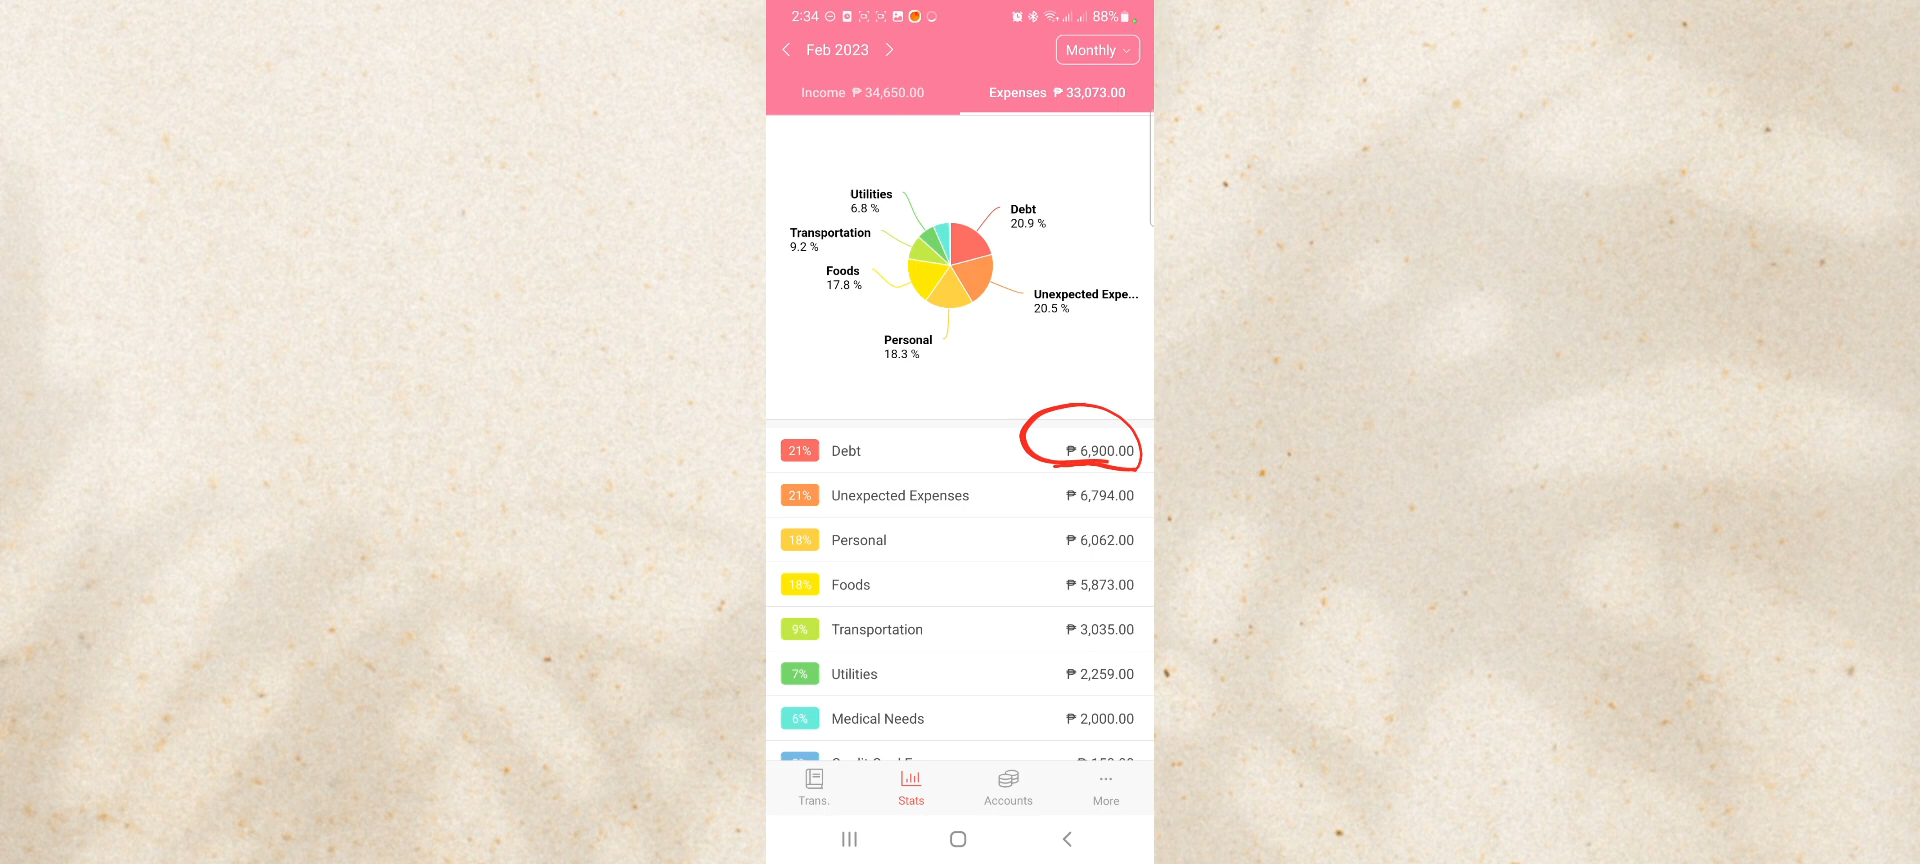 2:34 88%
Feb 2023 Monthly
Income ₱ 34,650.00 Expenses ₱ 33,073.00
Utilities
6.8 %
Debt
20.9 %
Transportation
9.2 %
Foods
17.8 %
Unexpected Expe...
20.5 %
Personal
18.3 %
21% Debt ₱ 6,900.00
21% Unexpected Expenses ₱ 6,794.00
18% Personal ₱ 6,062.00
18% Foods ₱ 5,873.00
9% Transportation ₱ 3,035.00
7% Utilities ₱ 2,259.00
6% Medical Needs ₱ 2,000.00
Trans. Stats Accounts More